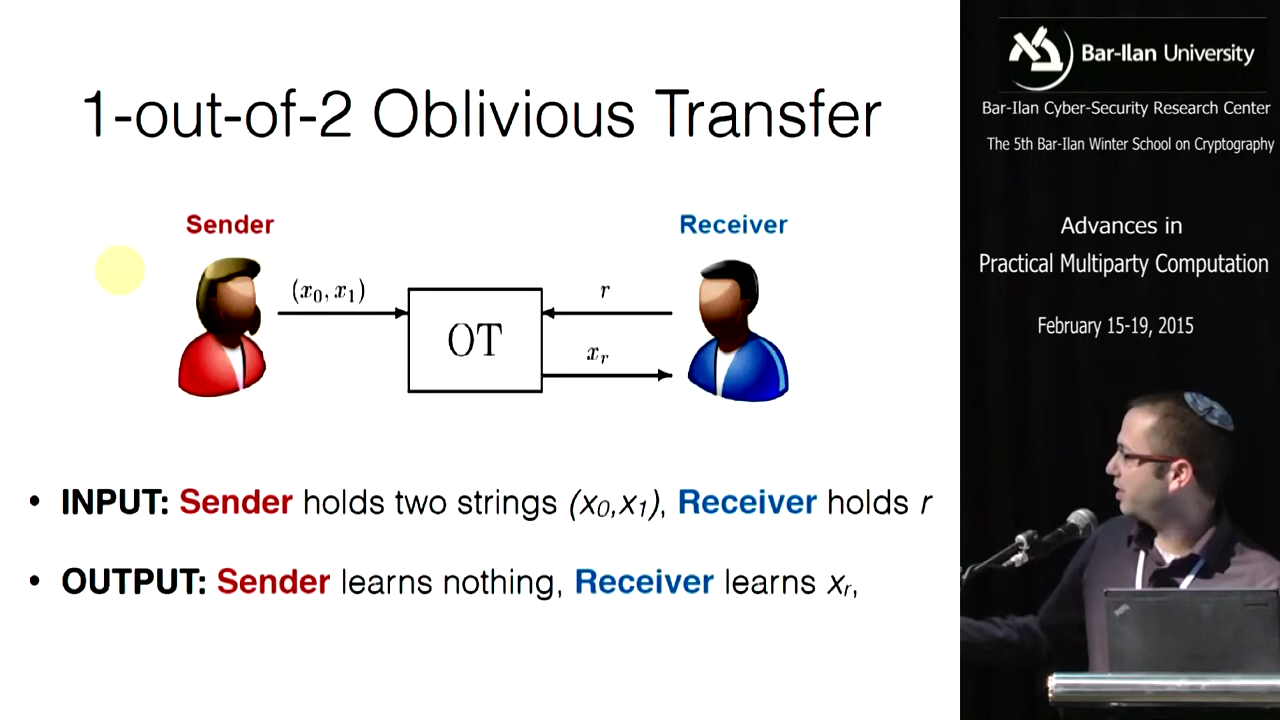 1-out-of-2 Oblivious Transfer
Sender
Receiver
(x₀, x₁)
r
OT
xᵣ
• INPUT: Sender holds two strings (x₀,x₁), Receiver holds r
• OUTPUT: Sender learns nothing, Receiver learns xᵣ,
Bar-Ilan University
Bar-Ilan Cyber-Security Research Center
The 5th Bar-Ilan Winter School on Cryptography
Advances in
Practical Multiparty Computation
February 15-19, 2015